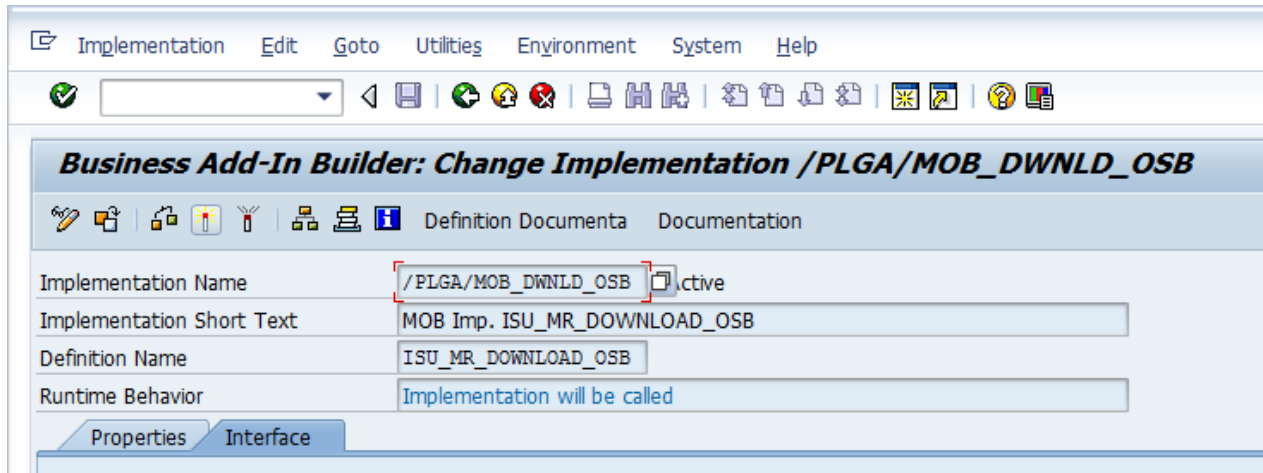 Implementation Edit Goto Utilities Environment System Help
Business Add-In Builder: Change Implementation /PLGA/MOB_DWNLD_OSB
Definition Documenta Documentation
Implementation Name /PLGA/MOB_DWNLD_OSB ctive
Implementation Short Text MOB Imp. ISU_MR_DOWNLOAD_OSB
Definition Name ISU_MR_DOWNLOAD_OSB
Runtime Behavior Implementation will be called
Properties Interface